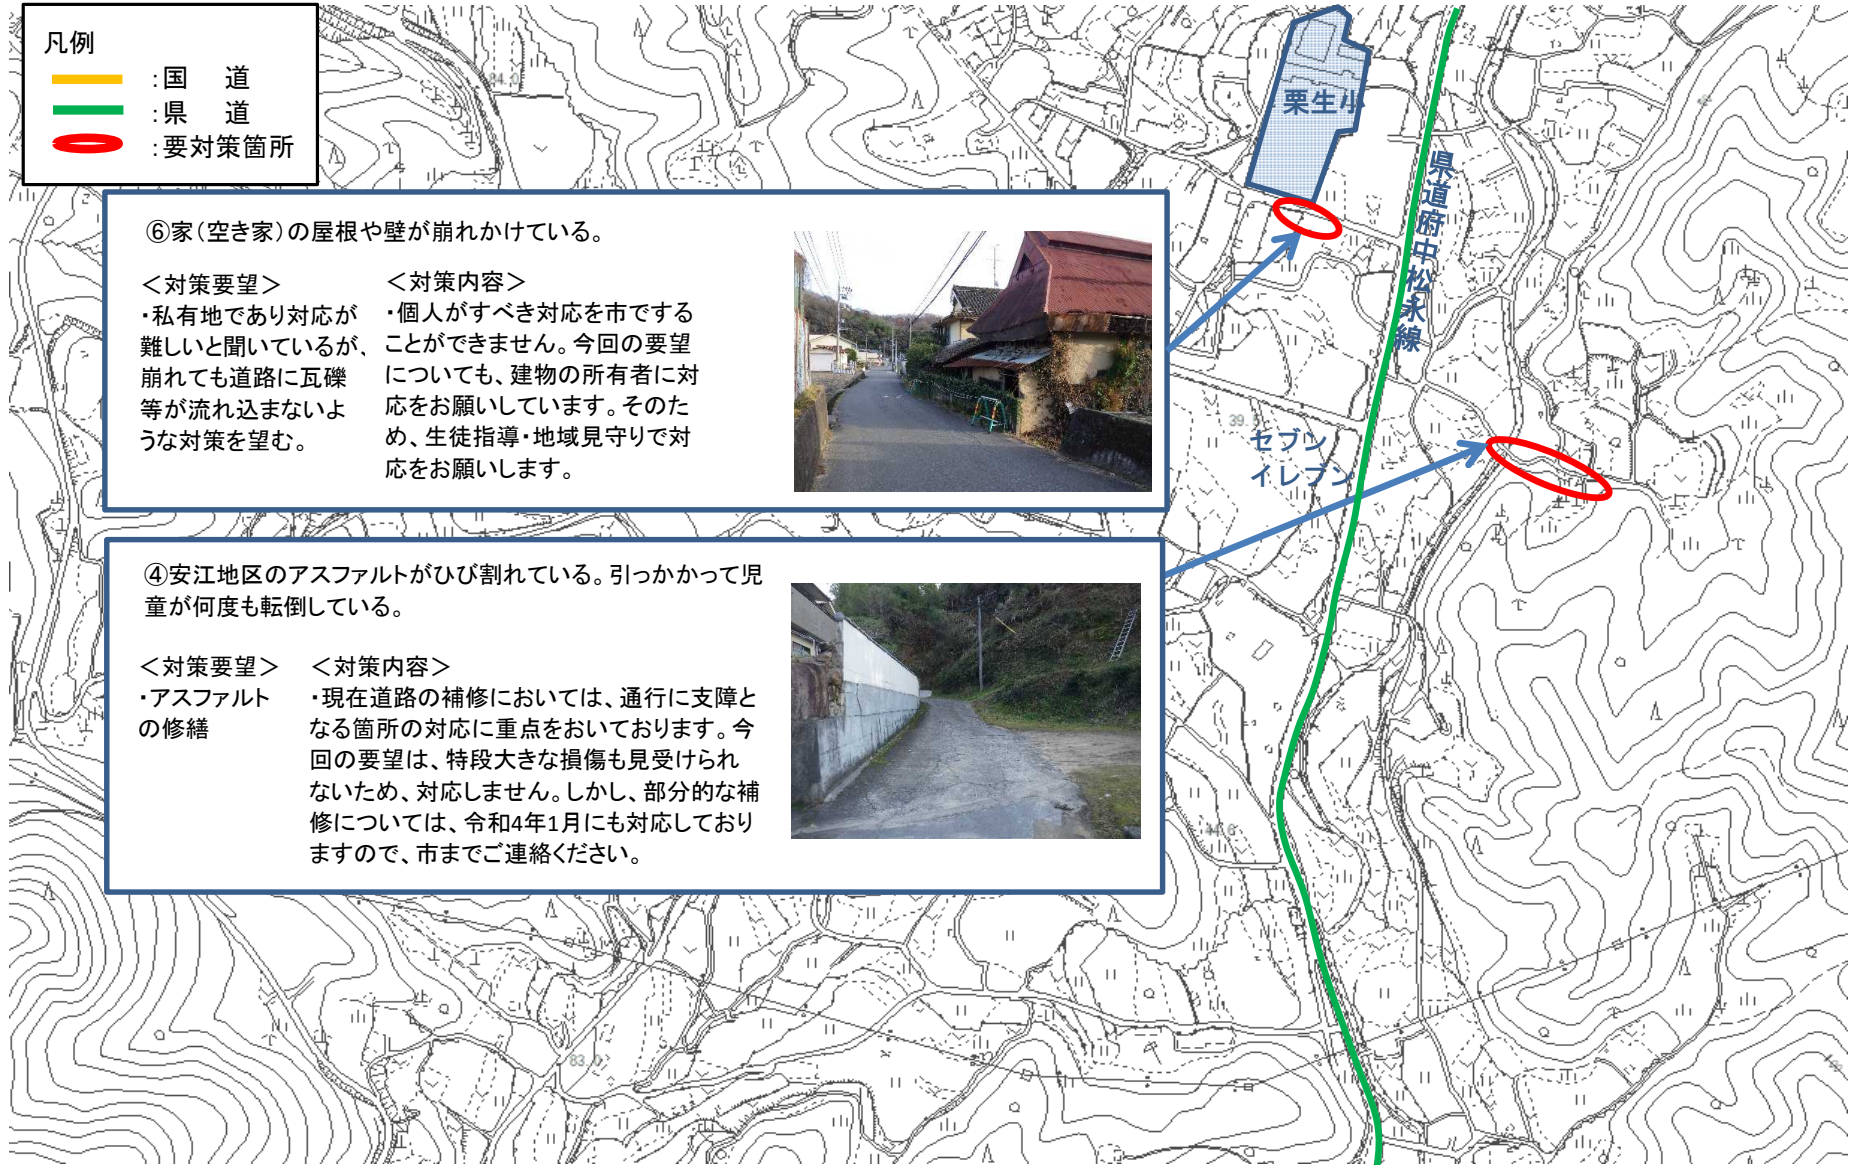 凡例
:国　道
:県　道
:要対策箇所
栗生小
県道府中松永線
⑥家(空き家)の屋根や壁が崩れかけている。
＜対策要望＞
・私有地であり対応が
難しいと聞いているが、
崩れても道路に瓦礫
等が流れ込まないよ
うな対策を望む。
＜対策内容＞
・個人がすべき対応を市でする
ことができません。今回の要望
についても、建物の所有者に対
応をお願いしています。そのた
め、生徒指導・地域見守りで対
応をお願いします。
セブン
イレブン
④安江地区のアスファルトがひび割れている。引っかかって児
童が何度も転倒している。
＜対策要望＞
・アスファルト
の修繕
＜対策内容＞
・現在道路の補修においては、通行に支障と
なる箇所の対応に重点をおいております。今
回の要望は、特段大きな損傷も見受けられ
ないため、対応しません。しかし、部分的な補
修については、令和4年1月にも対応しており
ますので、市までご連絡ください。
84.0
44.6
83.0